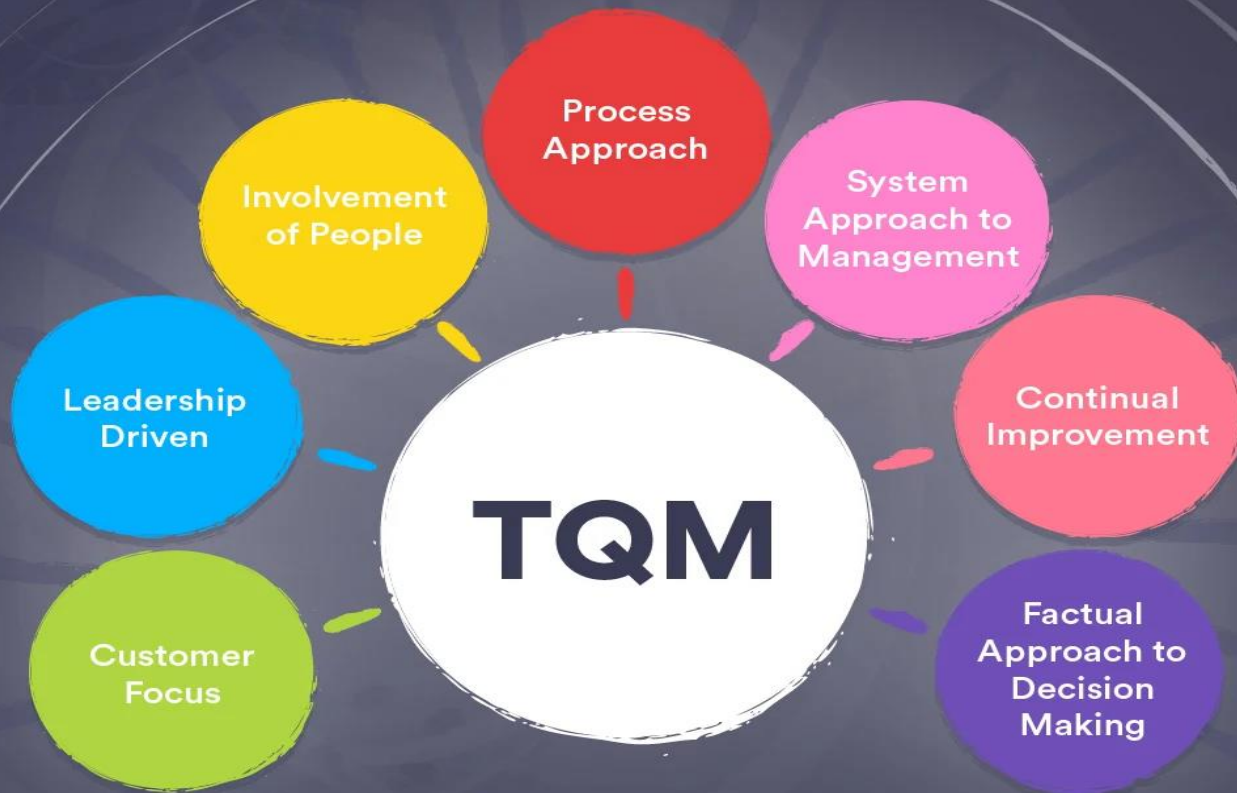 Process
Approach
Involvement
of People
System
Approach to
Management
Leadership
Driven
Continual
Improvement
TQM
Customer
Focus
Factual
Approach to
Decision
Making